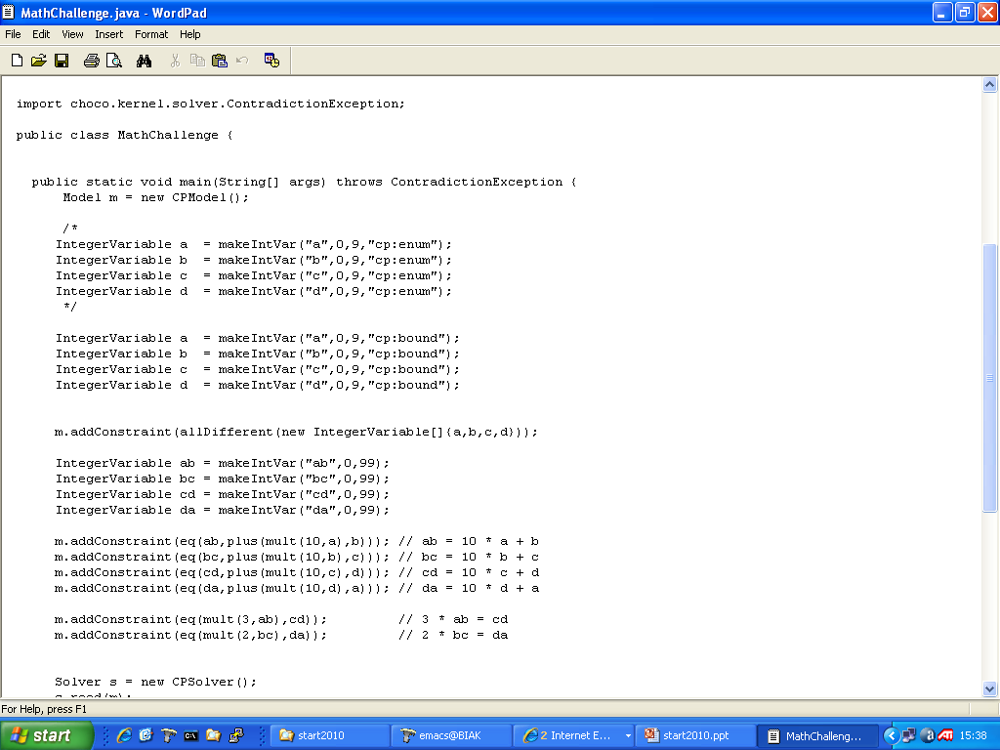 MathChallenge.java - WordPad
File Edit View Insert Format Help
import choco.kernel.solver.ContradictionException;
public class MathChallenge {
public static void main(String[] args) throws ContradictionException {
Model m = new CPModel();
/*
IntegerVariable a  = makeIntVar("a",0,9,"cp:enum");
IntegerVariable b  = makeIntVar("b",0,9,"cp:enum");
IntegerVariable c  = makeIntVar("c",0,9,"cp:enum");
IntegerVariable d  = makeIntVar("d",0,9,"cp:enum");
*/
IntegerVariable a  = makeIntVar("a",0,9,"cp:bound");
IntegerVariable b  = makeIntVar("b",0,9,"cp:bound");
IntegerVariable c  = makeIntVar("c",0,9,"cp:bound");
IntegerVariable d  = makeIntVar("d",0,9,"cp:bound");
m.addConstraint(allDifferent(new IntegerVariable[]{a,b,c,d}));
IntegerVariable ab = makeIntVar("ab",0,99);
IntegerVariable bc = makeIntVar("bc",0,99);
IntegerVariable cd = makeIntVar("cd",0,99);
IntegerVariable da = makeIntVar("da",0,99);
m.addConstraint(eq(ab,plus(mult(10,a),b))); // ab = 10 * a + b
m.addConstraint(eq(bc,plus(mult(10,b),c))); // bc = 10 * b + c
m.addConstraint(eq(cd,plus(mult(10,c),d))); // cd = 10 * c + d
m.addConstraint(eq(da,plus(mult(10,d),a))); // da = 10 * d + a
m.addConstraint(eq(mult(3,ab),cd));         // 3 * ab = cd
m.addConstraint(eq(mult(2,bc),da));         // 2 * bc = da
Solver s = new CPSolver();
s.read(m);
For Help, press F1
start start2010 emacs@BIAK 2 Internet E... start2010.ppt MathChalleng... 15:38